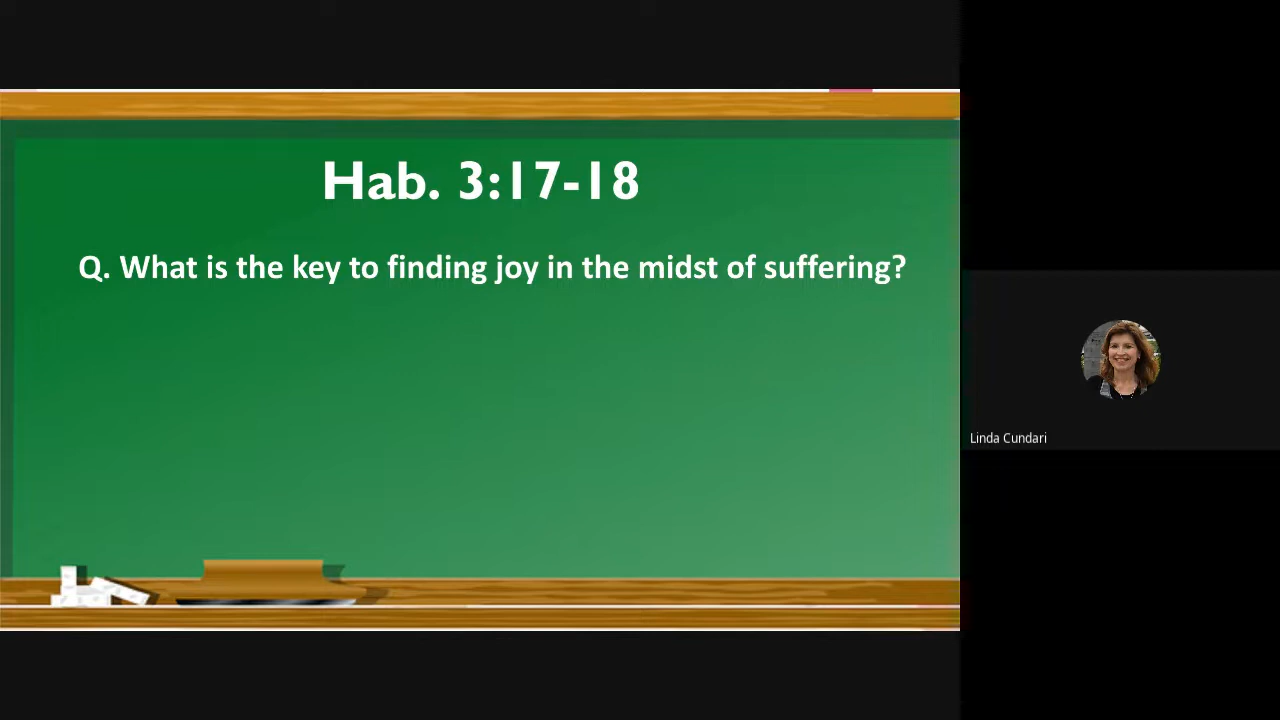 Hab. 3:17-18
Q. What is the key to finding joy in the midst of suffering?
Linda Cundari